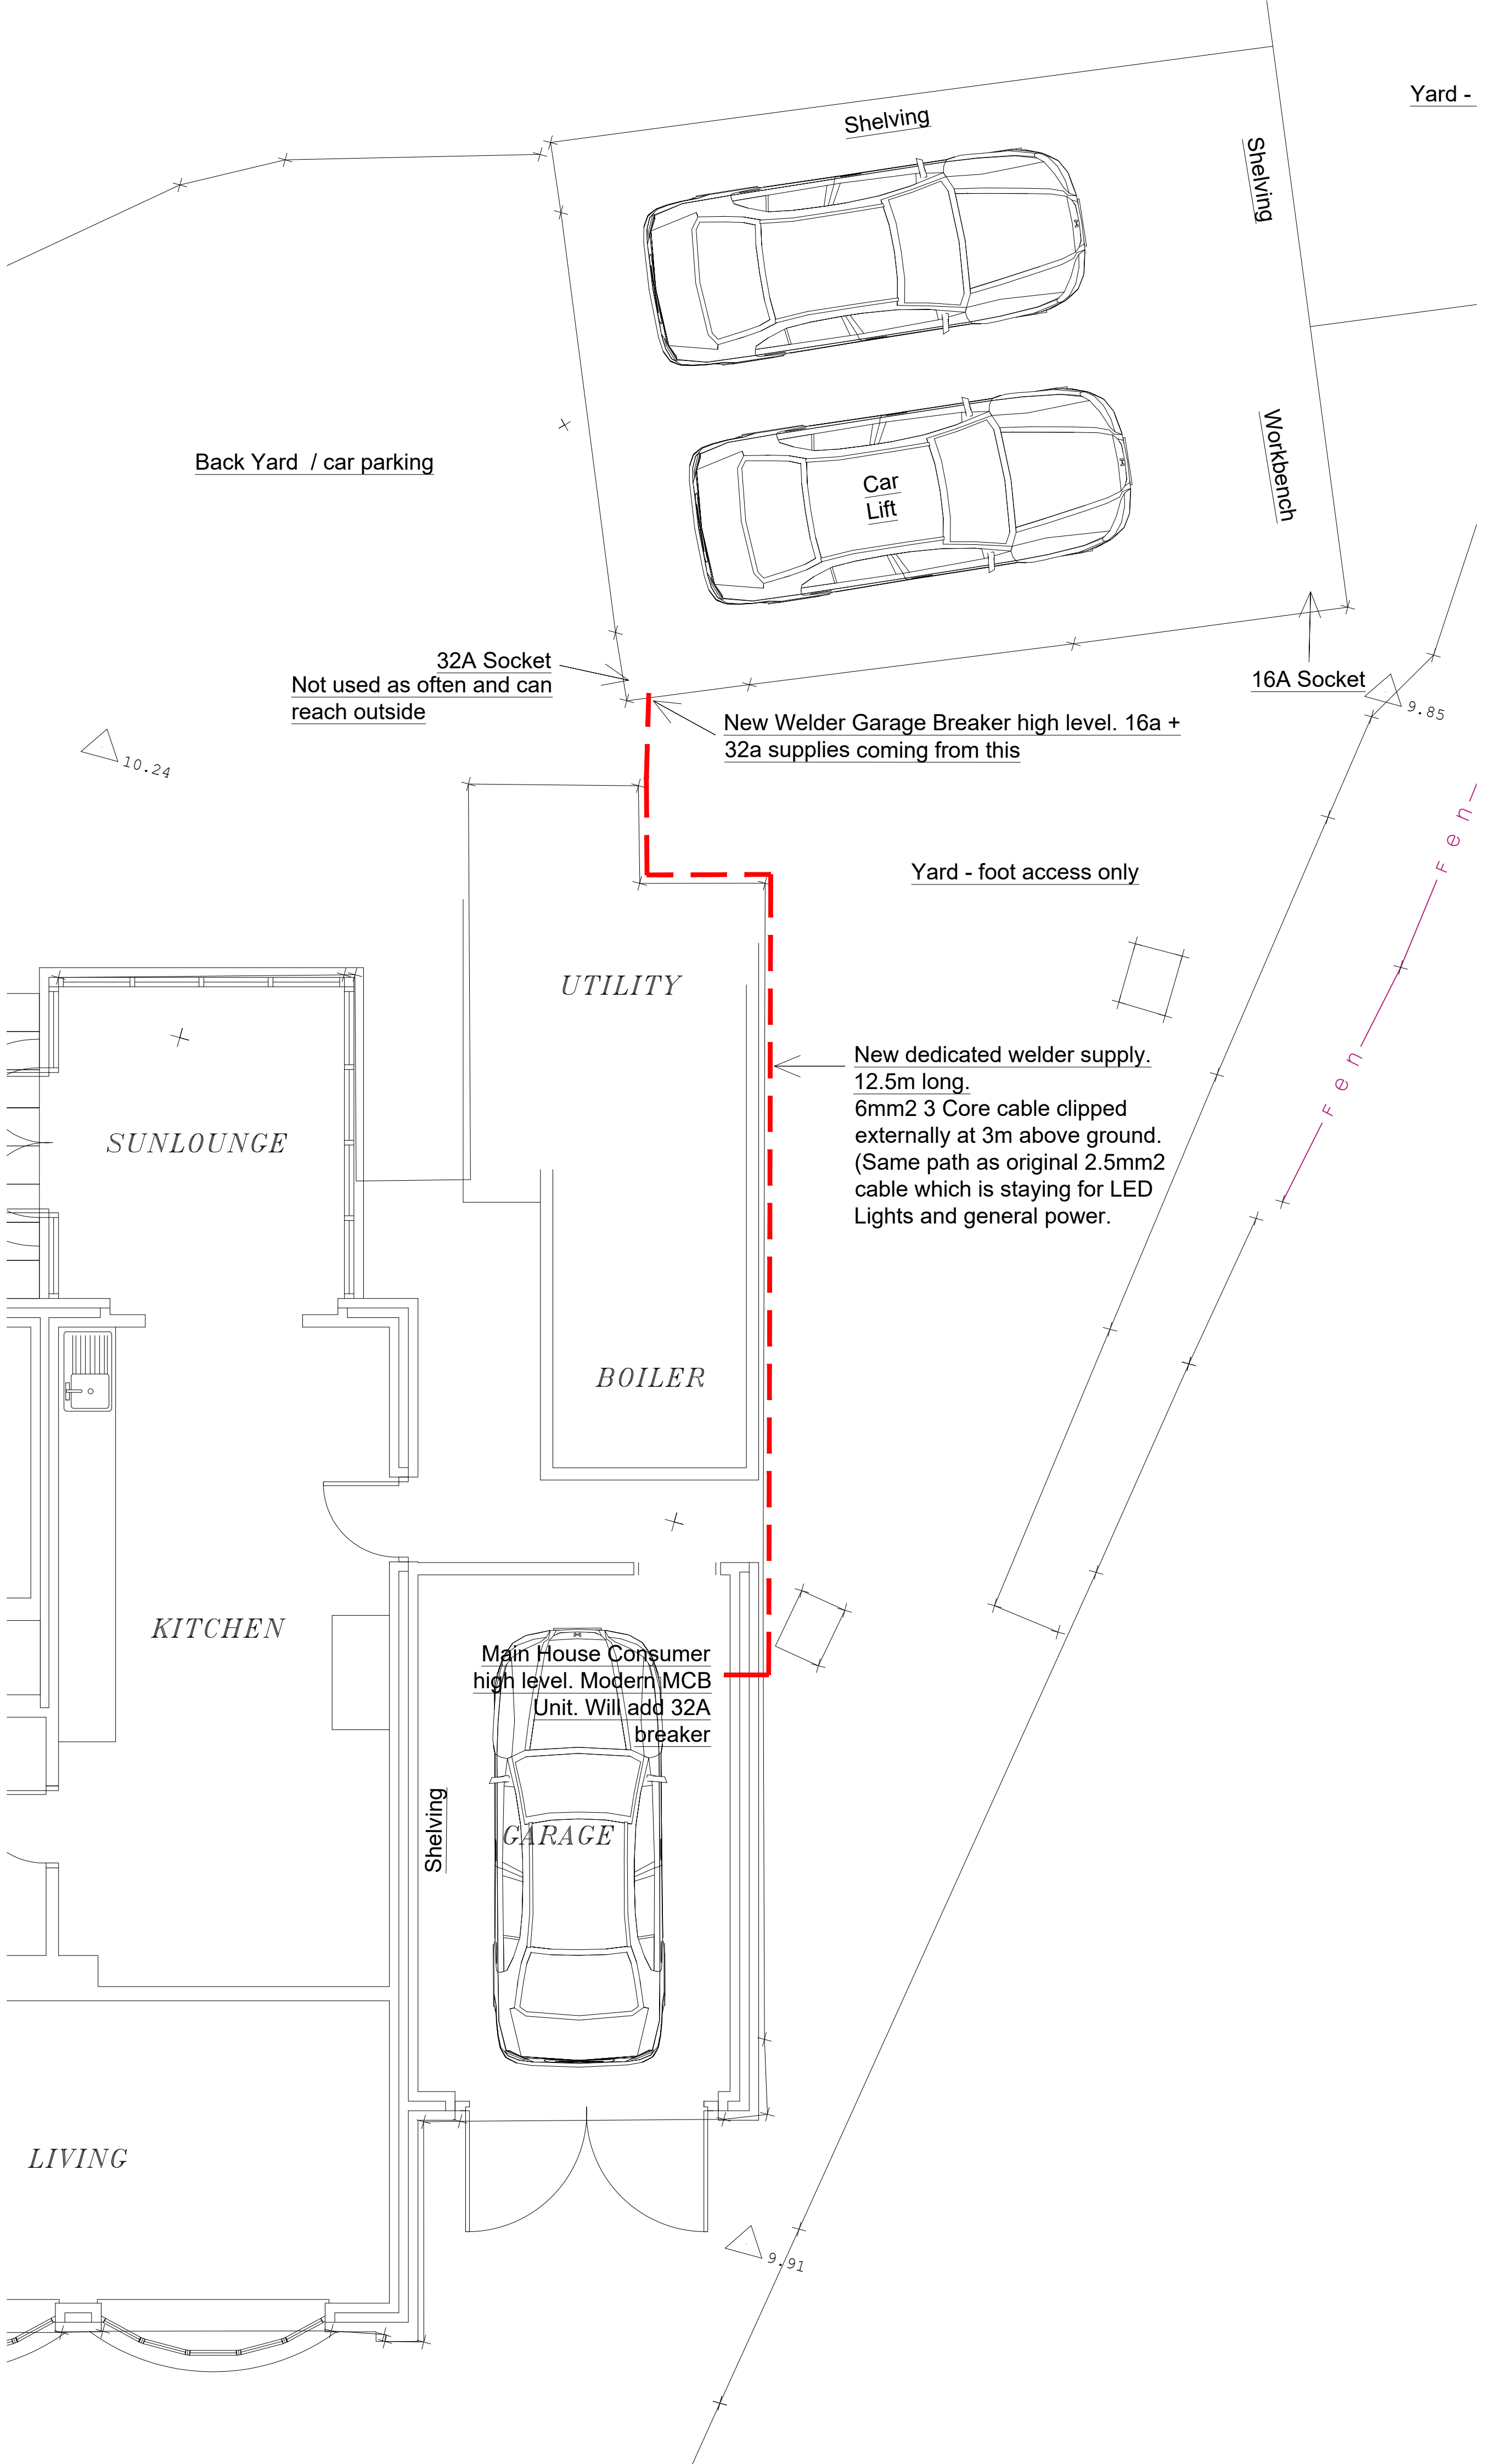 Yard -
Shelving
Shelving
Back Yard  / car parking
Car
Lift
Workbench
32A Socket
Not used as often and can
reach outside
16A Socket
9.85
New Welder Garage Breaker high level. 16a +
32a supplies coming from this
10.24
Fen
Yard - foot access only
UTILITY
New dedicated welder supply.
12.5m long.
6mm2 3 Core cable clipped
externally at 3m above ground.
(Same path as original 2.5mm2
cable which is staying for LED
Lights and general power.
Fen
SUNLOUNGE
BOILER
KITCHEN
Main House Consumer
high level. Modern MCB
Unit. Will add 32A
breaker
Shelving
GARAGE
LIVING
9.91